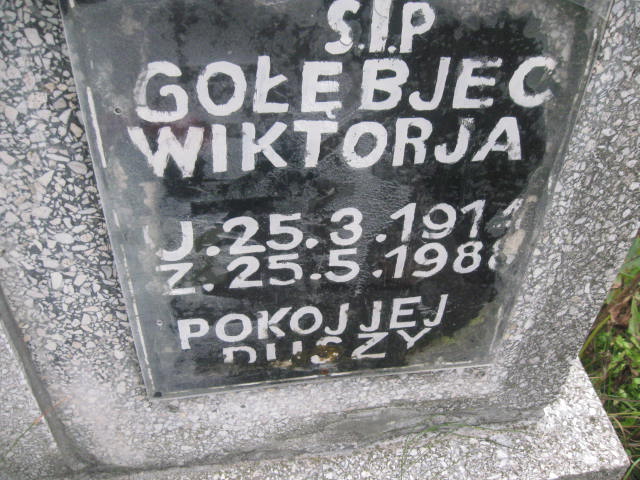 Ś.I.P
GOŁĘBJEC
WIKTORJA
J.25.3.191
Z.25.5.198
POKOJ JEJ
DUSZY